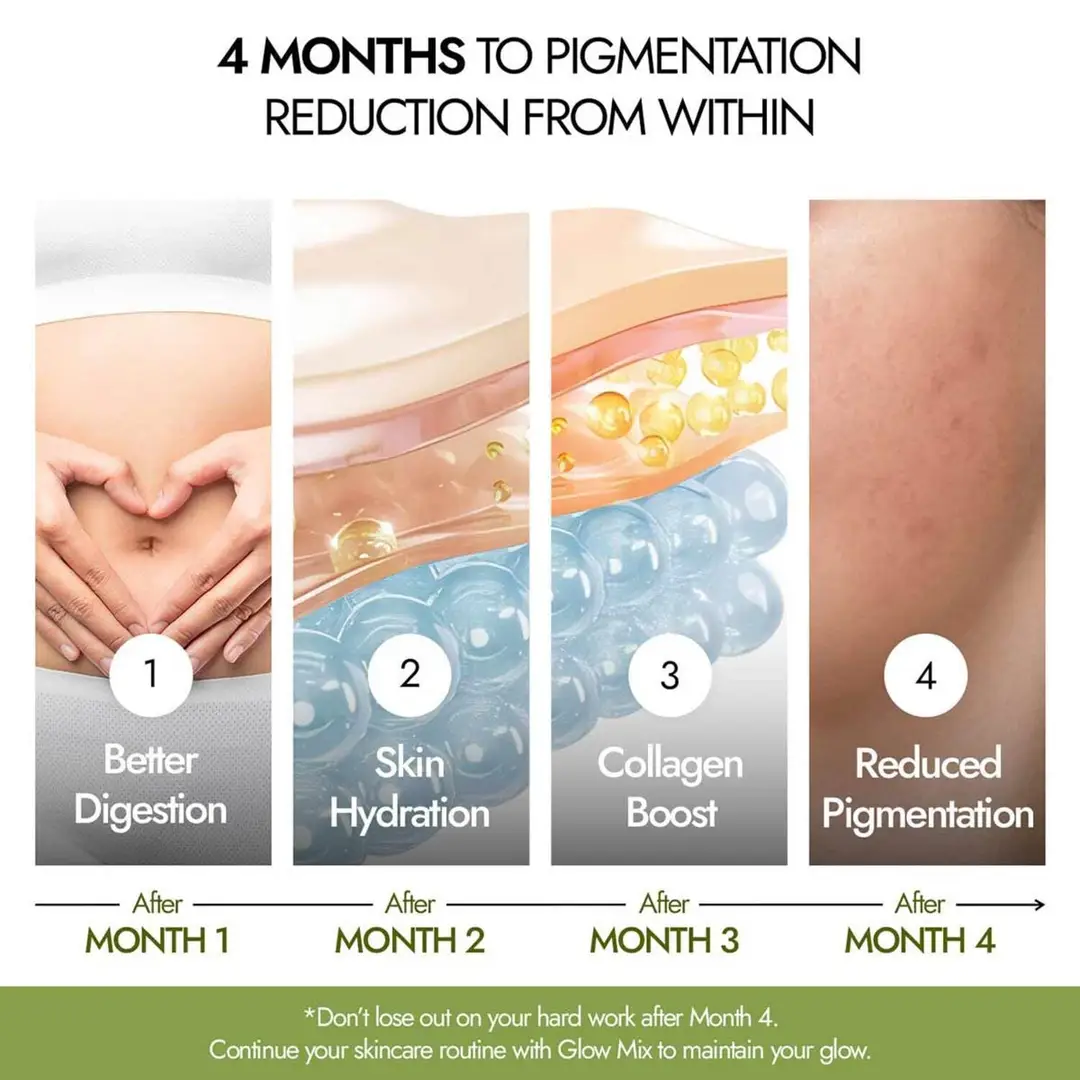 4 MONTHS TO PIGMENTATION
REDUCTION FROM WITHIN
1
Better
Digestion
2
Skin
Hydration
3
Collagen
Boost
4
Reduced
Pigmentation
After
MONTH 1
After
MONTH 2
After
MONTH 3
After
MONTH 4
*Don't lose out on your hard work after Month 4.
Continue your skincare routine with Glow Mix to maintain your glow.